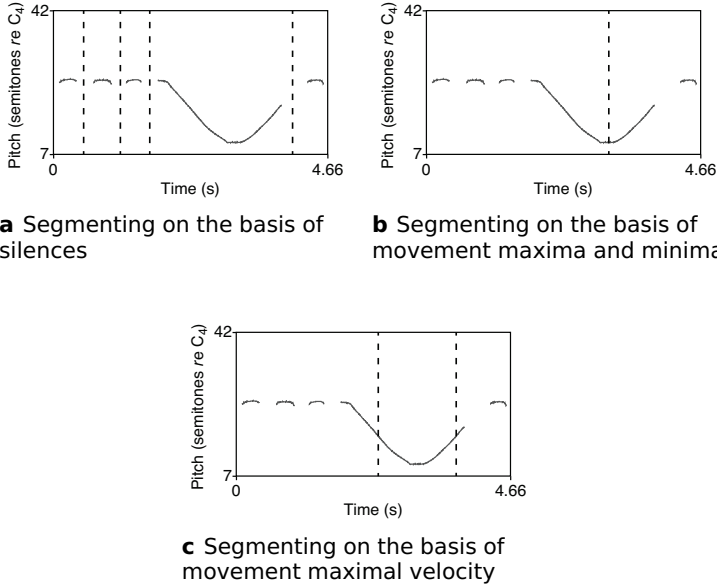 42
Pitch (semitones re C4)
7
0
4.66
Time (s)
a Segmenting on the basis of
silences
42
Pitch (semitones re C4)
7
0
4.66
Time (s)
b Segmenting on the basis of
movement maxima and minima
42
Pitch (semitones re C4)
7
0
4.66
Time (s)
c Segmenting on the basis of
movement maximal velocity